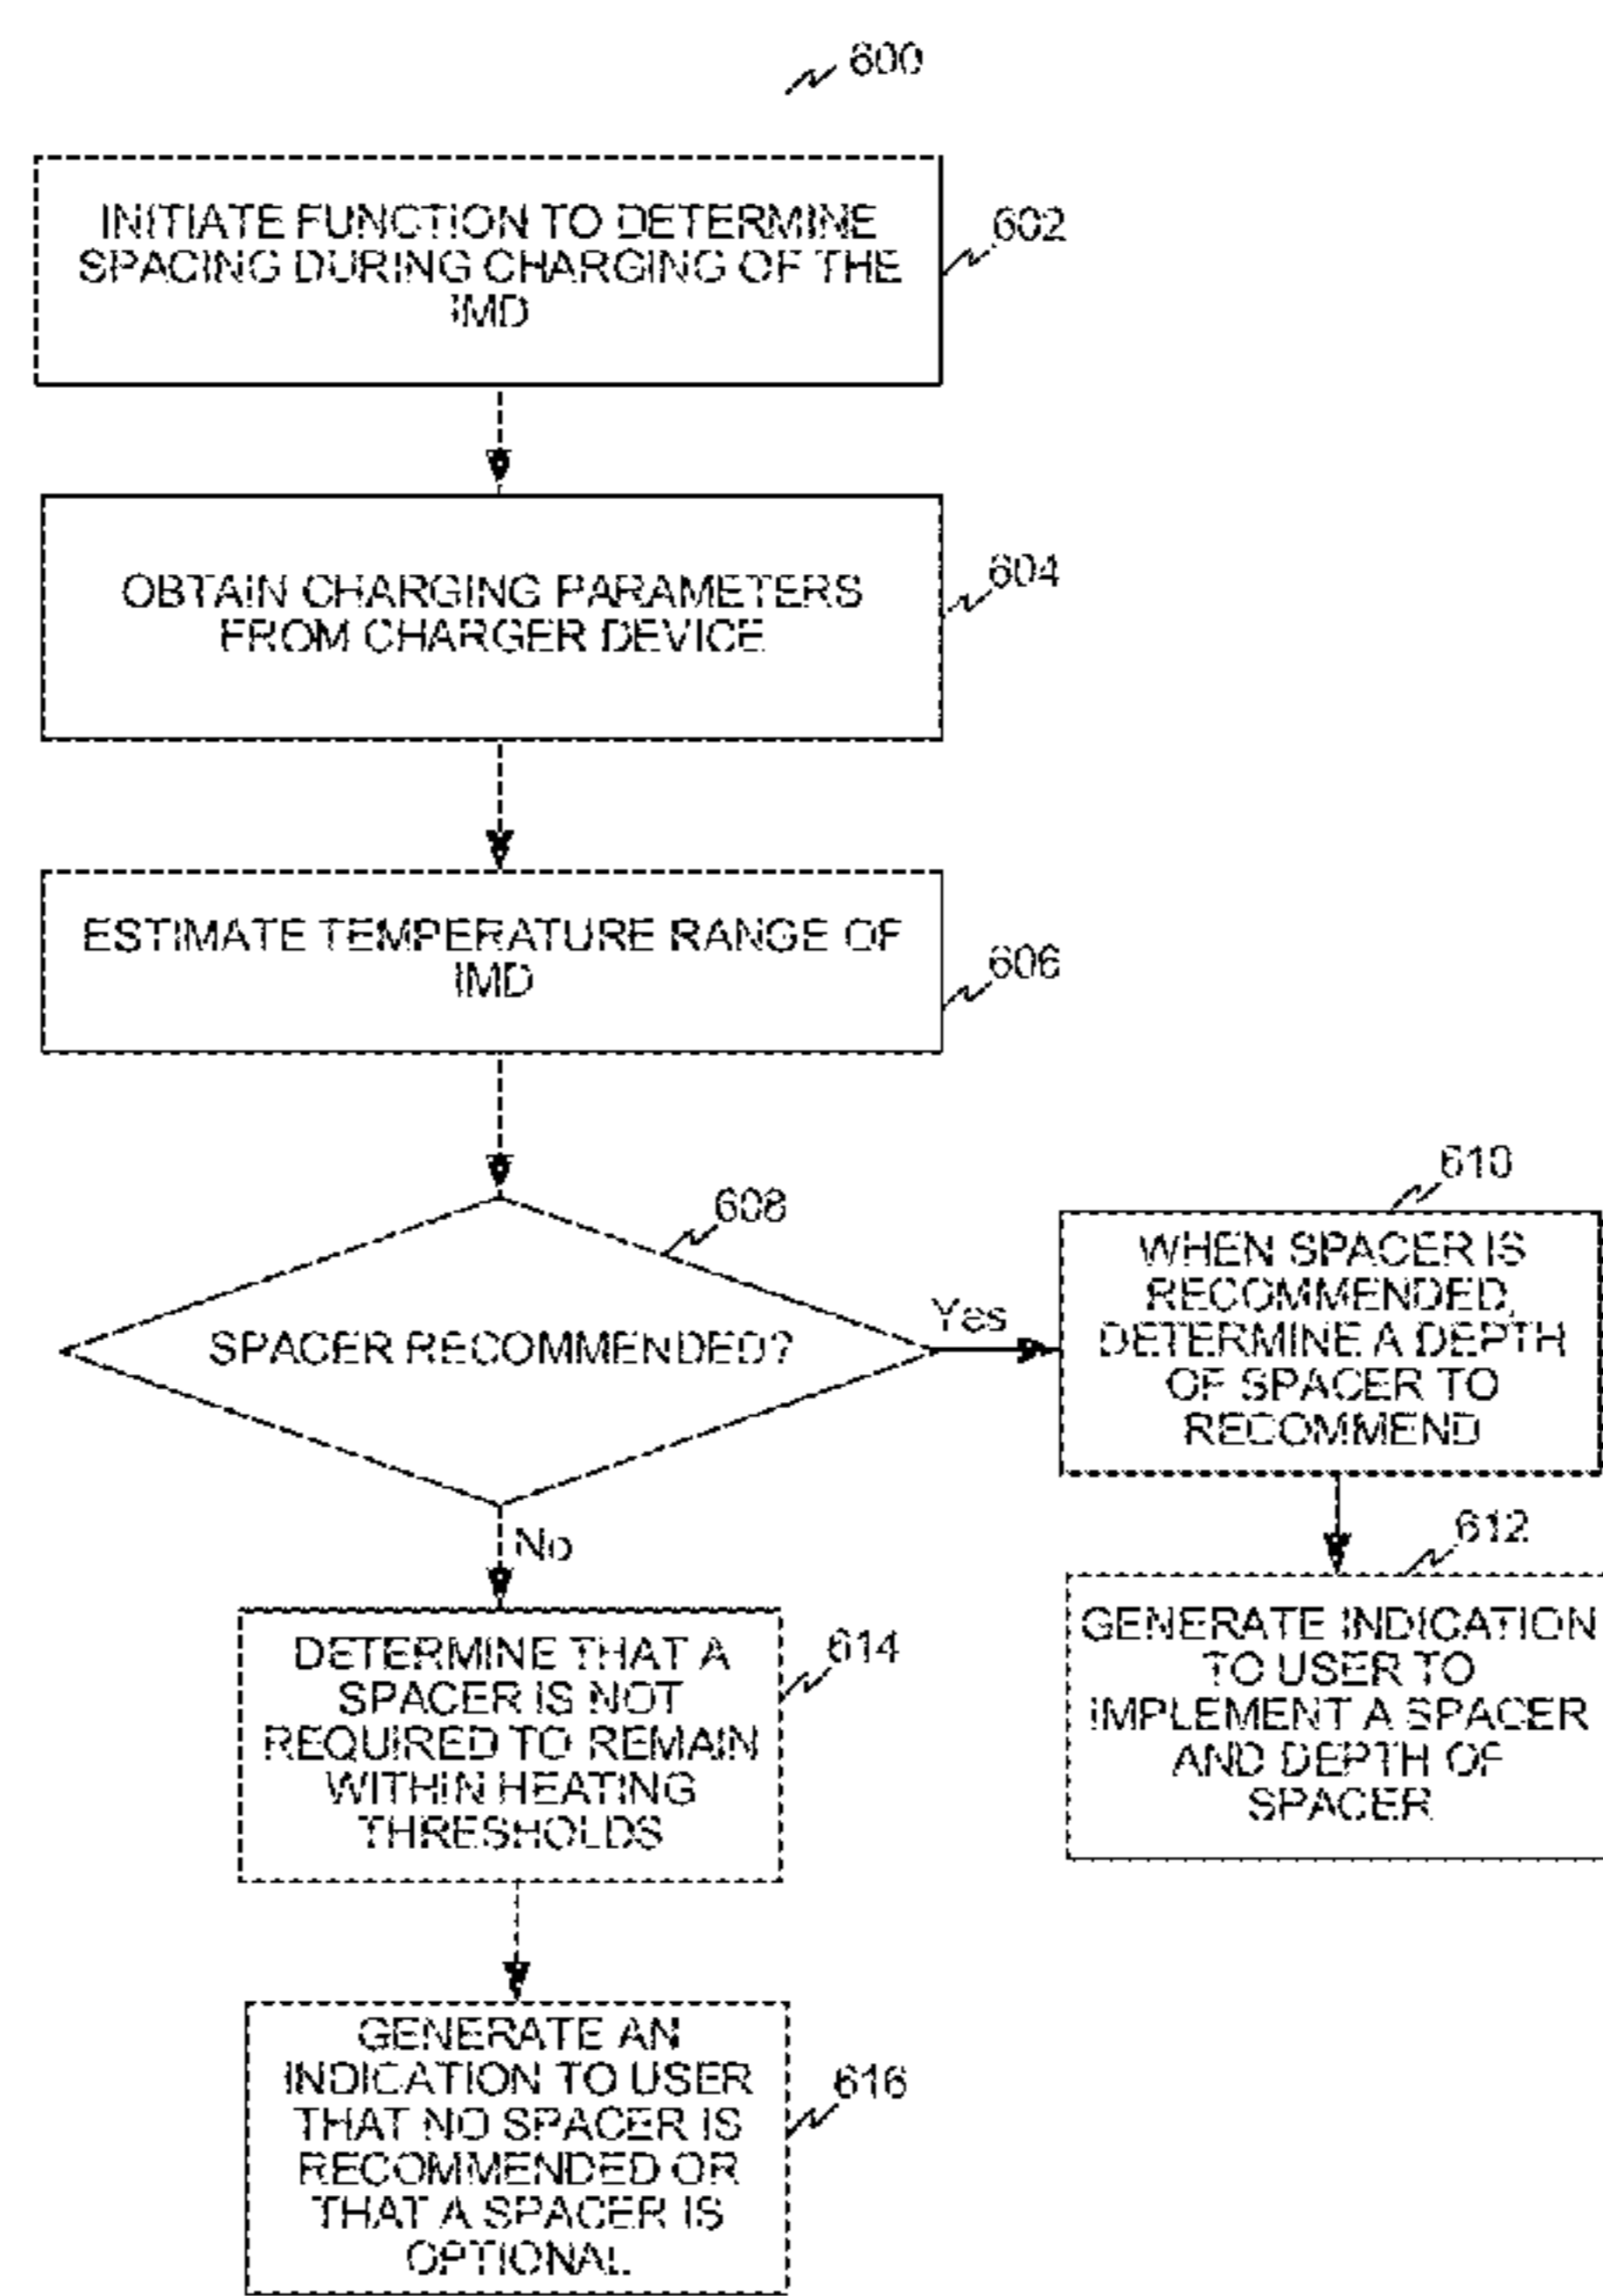 600
INITIATE FUNCTION TO DETERMINE
SPACING DURING CHARGING OF THE
IMD
602
OBTAIN CHARGING PARAMETERS
FROM CHARGER DEVICE
604
ESTIMATE TEMPERATURE RANGE OF
IMD
606
608
SPACER RECOMMENDED?
Yes
610
WHEN SPACER IS
RECOMMENDED,
DETERMINE A DEPTH
OF SPACER TO
RECOMMEND
612
GENERATE INDICATION
TO USER TO
IMPLEMENT A SPACER
AND DEPTH OF
SPACER
No
DETERMINE THAT A
SPACER IS NOT
REQUIRED TO REMAIN
WITHIN HEATING
THRESHOLDS
614
GENERATE AN
INDICATION TO USER
THAT NO SPACER IS
RECOMMENDED OR
THAT A SPACER IS
OPTIONAL
616